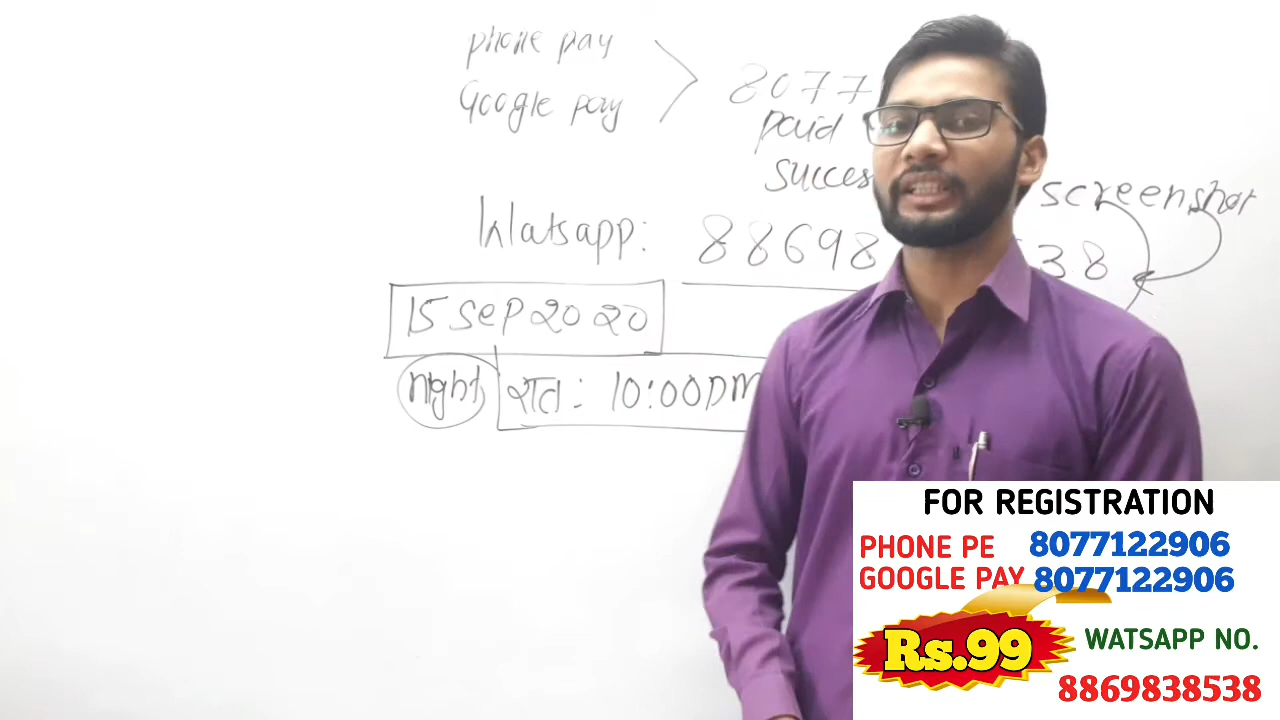 phone pay
Google pay
8077
paid
succes
screenshot
Watsapp: 88698 38
15 Sep 2020
night रात : 10:00PM
FOR REGISTRATION
PHONE PE 8077122906
GOOGLE PAY 8077122906
Rs.99
WATSAPP NO.
8869838538